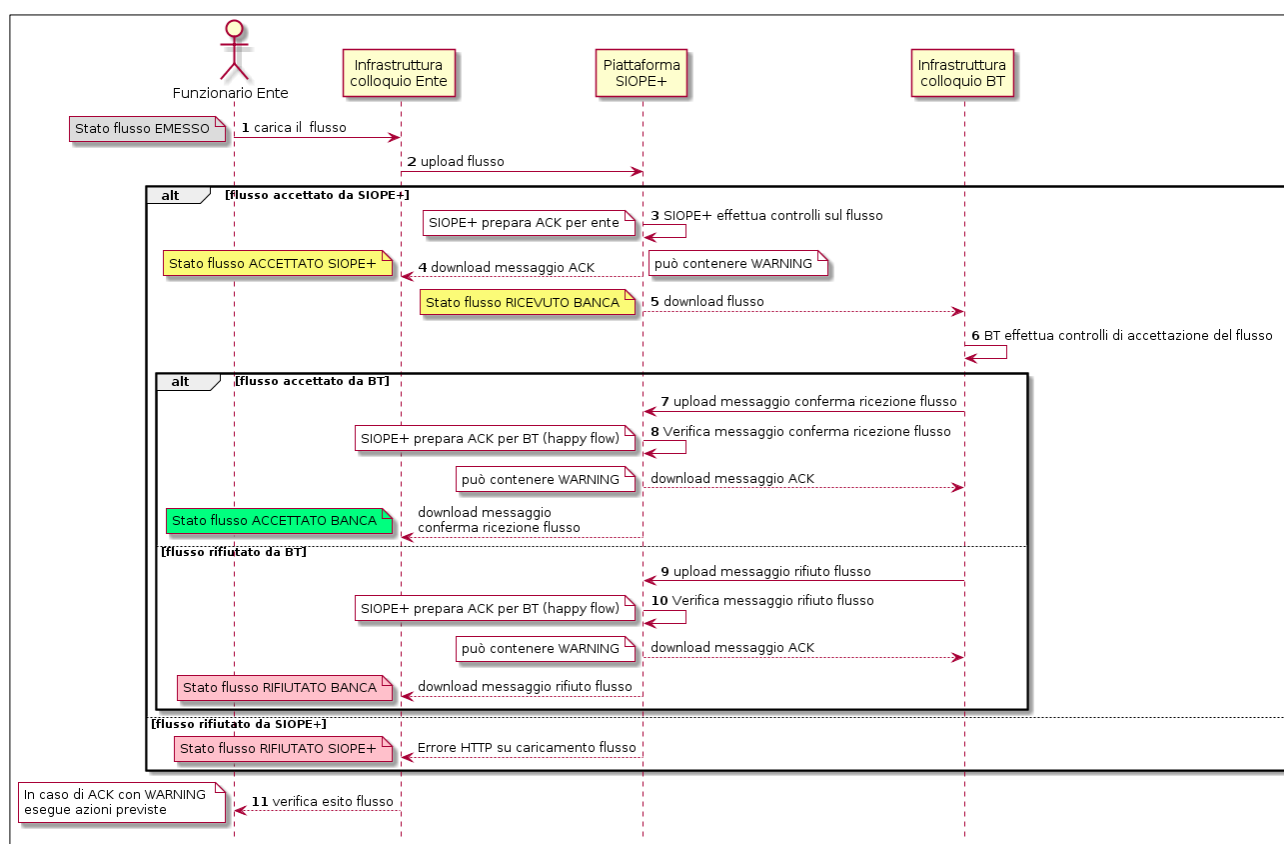 Funzionario Ente
Infrastruttura
colloquio Ente
Piattaforma
SIOPE+
Infrastruttura
colloquio BT
Stato flusso EMESSO
1 carica il  flusso
2 upload flusso
alt
[flusso accettato da SIOPE+]
SIOPE+ prepara ACK per ente
3 SIOPE+ effettua controlli sul flusso
Stato flusso ACCETTATO SIOPE+
4 download messaggio ACK
può contenere WARNING
Stato flusso RICEVUTO BANCA
5 download flusso
6 BT effettua controlli di accettazione del flusso
alt
[flusso accettato da BT]
7 upload messaggio conferma ricezione flusso
SIOPE+ prepara ACK per BT (happy flow)
8 Verifica messaggio conferma ricezione flusso
può contenere WARNING
download messaggio ACK
Stato flusso ACCETTATO BANCA
download messaggio
conferma ricezione flusso
[flusso rifiutato da BT]
9 upload messaggio rifiuto flusso
SIOPE+ prepara ACK per BT (happy flow)
10 Verifica messaggio rifiuto flusso
può contenere WARNING
download messaggio ACK
Stato flusso RIFIUTATO BANCA
download messaggio rifiuto flusso
[flusso rifiutato da SIOPE+]
Stato flusso RIFIUTATO SIOPE+
Errore HTTP su caricamento flusso
In caso di ACK con WARNING
esegue azioni previste
11 verifica esito flusso